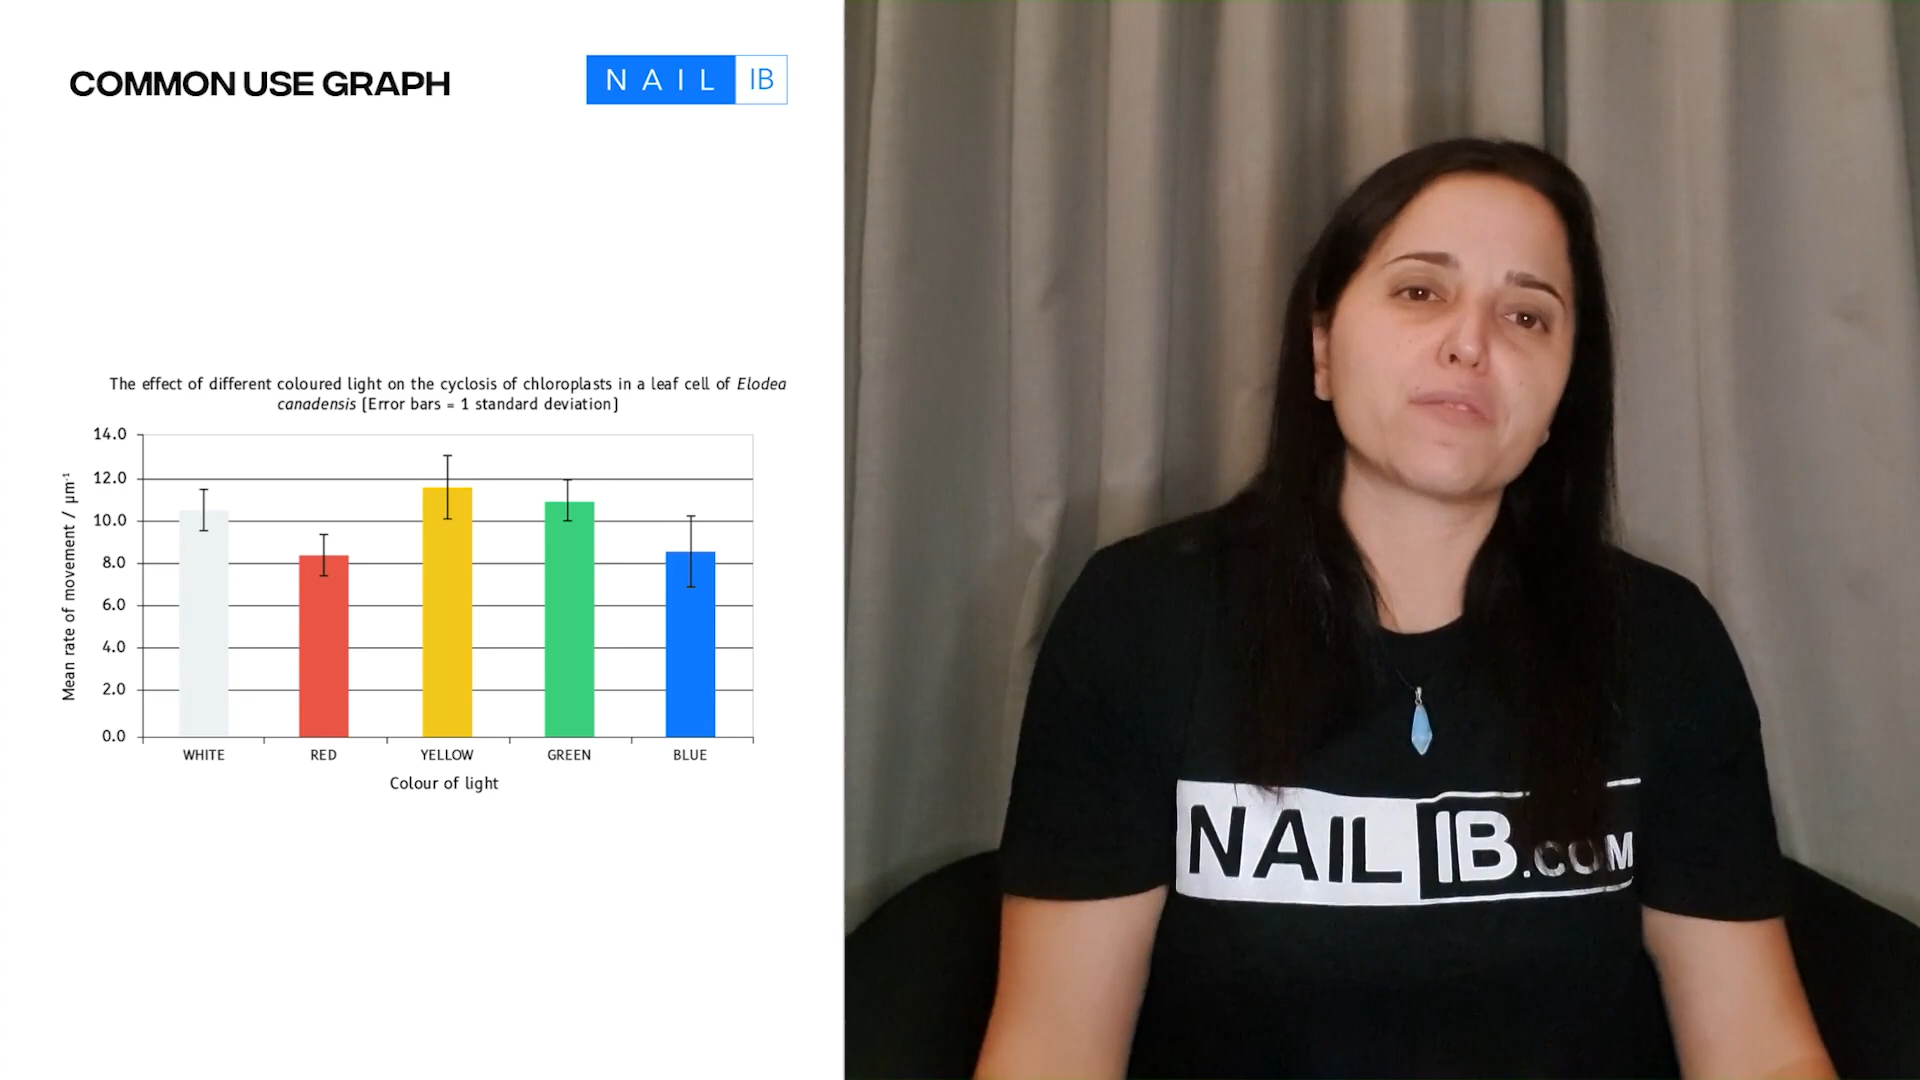 COMMON USE GRAPH
NAIL IB
The effect of different coloured light on the cyclosis of chloroplasts in a leaf cell of Elodea
canadensis (Error bars = 1 standard deviation)
Mean rate of movement / µm⁻¹
14.0
12.0
10.0
8.0
6.0
4.0
2.0
0.0
WHITE RED YELLOW GREEN BLUE
Colour of light
NAIL IB.COM